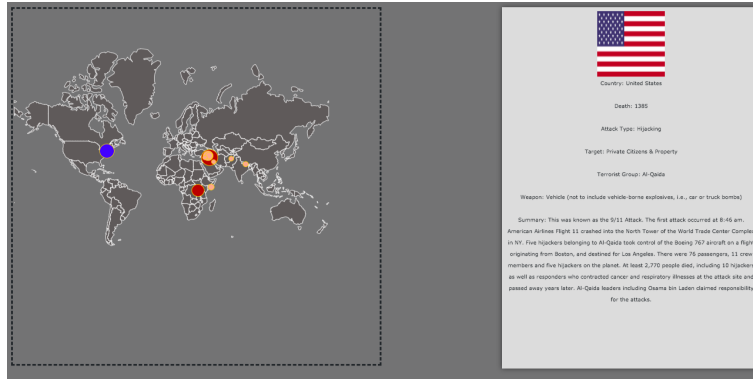 Country: United States
Death: 1385
Attack Type: Hijacking
Target: Private Citizens & Property
Terrorist Group: Al-Qaida
Weapon: Vehicle (not to include vehicle-borne explosives, i.e., car or truck bombs)
Summary: This was known as the 9/11 Attack. The first attack occurred at 8:46 am.
American Airlines Flight 11 crashed into the North Tower of the World Trade Center Complex
in NY. Five hijackers belonging to Al-Qaida took control of the Boeing 767 aircraft on a flight
originating from Boston, and destined for Los Angeles. There were 76 passengers, 11 crew
members and five hijackers on the planet. At least 2,770 people died, including 10 hijackers
as well as responders who contracted cancer and respiratory illnesses at the attack site and
passed away years later. Al-Qaida leaders including Osama bin Laden claimed responsibility
for the attacks.